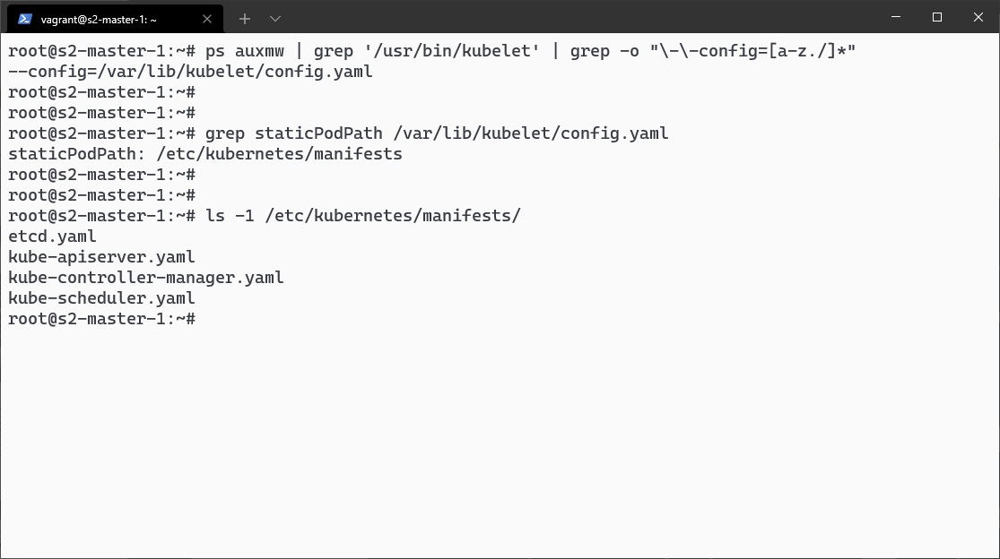 vagrant@s2-master-1: ~
root@s2-master-1:~# ps auxmw | grep '/usr/bin/kubelet' | grep -o "\-\-config=[a-z./]*"
--config=/var/lib/kubelet/config.yaml
root@s2-master-1:~#
root@s2-master-1:~#
root@s2-master-1:~# grep staticPodPath /var/lib/kubelet/config.yaml
staticPodPath: /etc/kubernetes/manifests
root@s2-master-1:~#
root@s2-master-1:~#
root@s2-master-1:~# ls -1 /etc/kubernetes/manifests/
etcd.yaml
kube-apiserver.yaml
kube-controller-manager.yaml
kube-scheduler.yaml
root@s2-master-1:~#